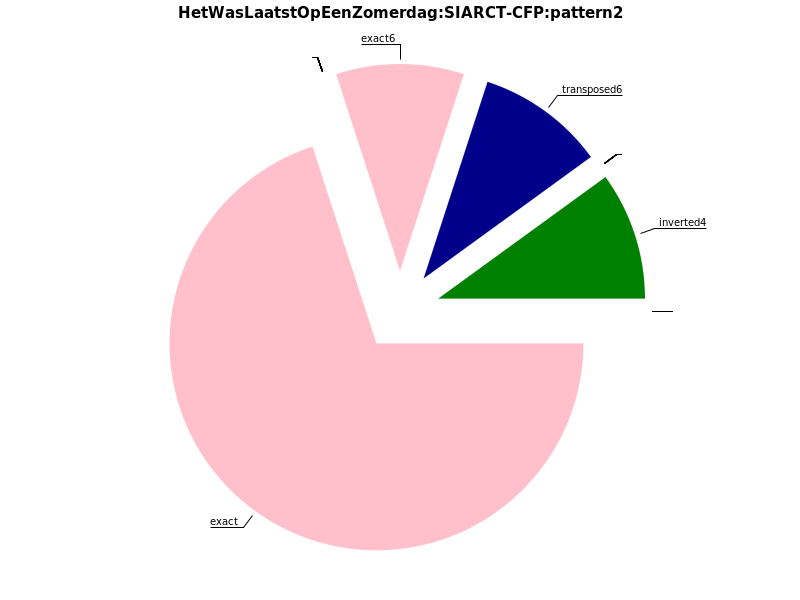 HetWasLaatstOpEenZomerdag:SIARCT-CFP:pattern2
exact6
transposed6
inverted4
exact